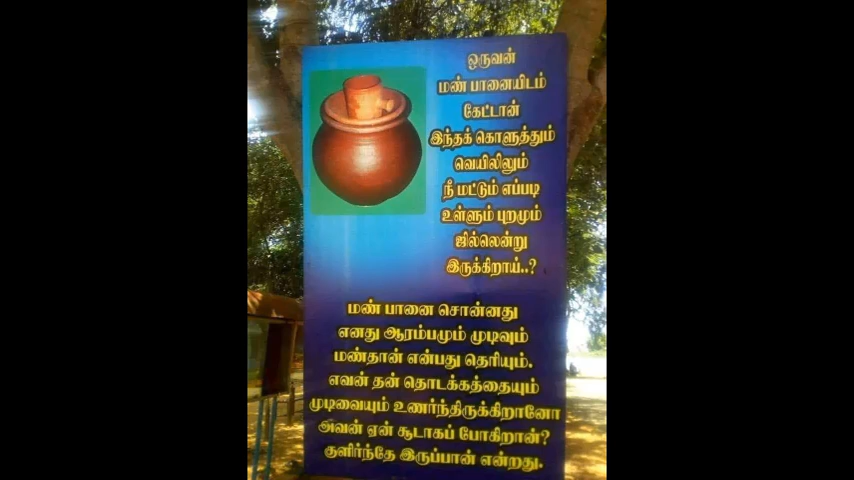 ஒருவன்
மண் பானையிடம்
கேட்டான்
இந்தக் கொளுத்தும்
வெயிலிலும்
நீ மட்டும் எப்படி
உள்ளும் புறமும்
ஜில்லென்று
இருக்கிறாய்..?
மண் பானை சொன்னது
எனது ஆரம்பமும் முடிவும்
மண்தான் என்பது தெரியும்.
எவன் தன் தொடக்கத்தையும்
முடிவையும் உணர்ந்திருக்கிறானோ
அவன் ஏன் சூடாகப் போகிறான்?
குளிர்ந்தே இருப்பான் என்றது.